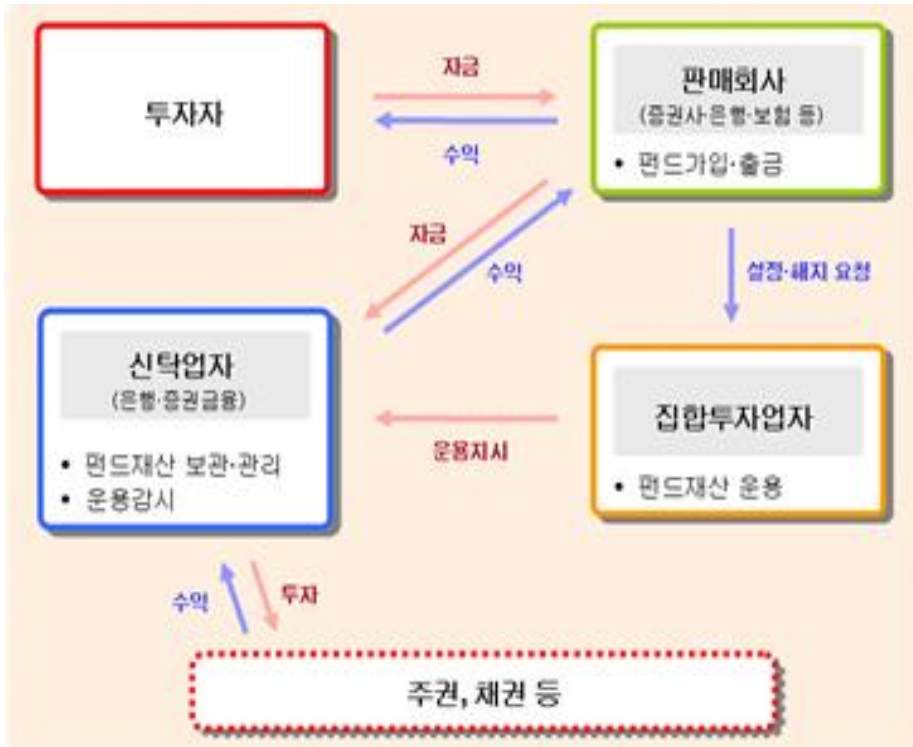 투자자
자금
수익
판매회사
(증권사·은행·보험 등)
• 펀드가입·출금
자금
수익
설정·해지 요청
신탁업자
(은행·증권금융)
• 펀드재산 보관·관리
• 운용감시
운용지시
집합투자업자
• 펀드재산 운용
수익
투자
주권, 채권 등